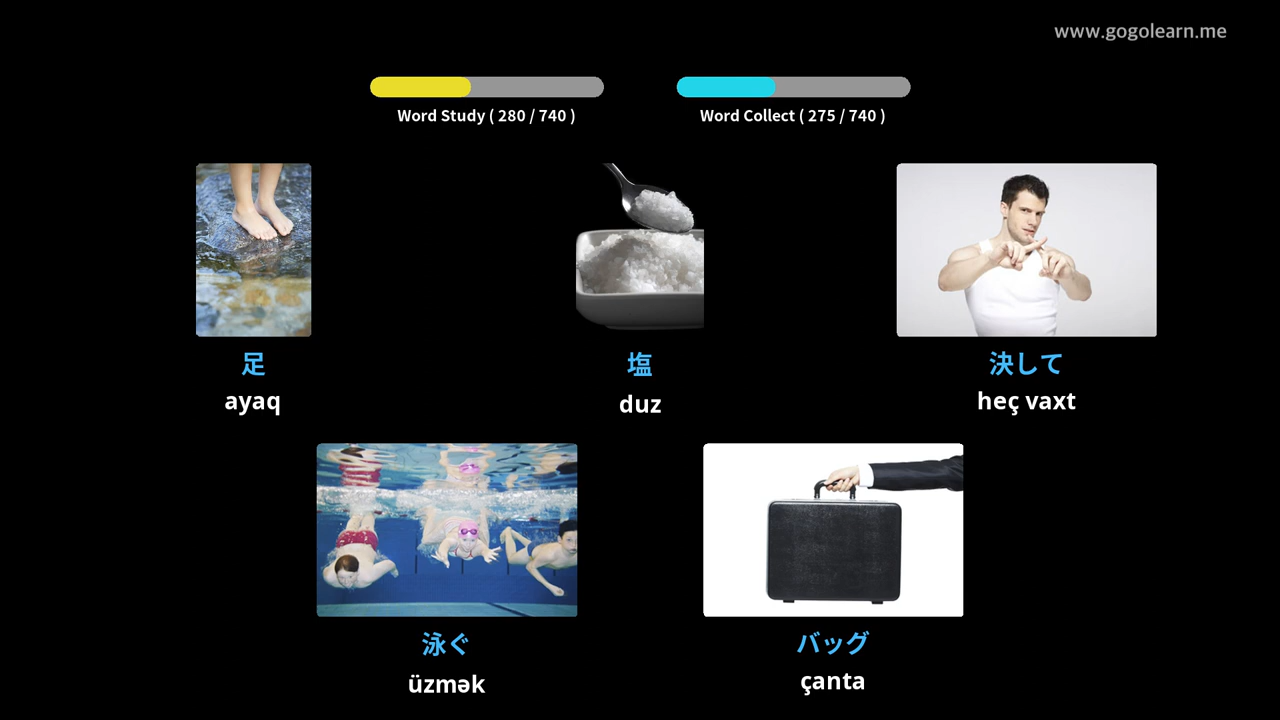 www.gogolearn.me
Word Study ( 280 / 740 )
Word Collect ( 275 / 740 )
足
ayaq
塩
duz
決して
heç vaxt
泳ぐ
üzmək
バッグ
çanta